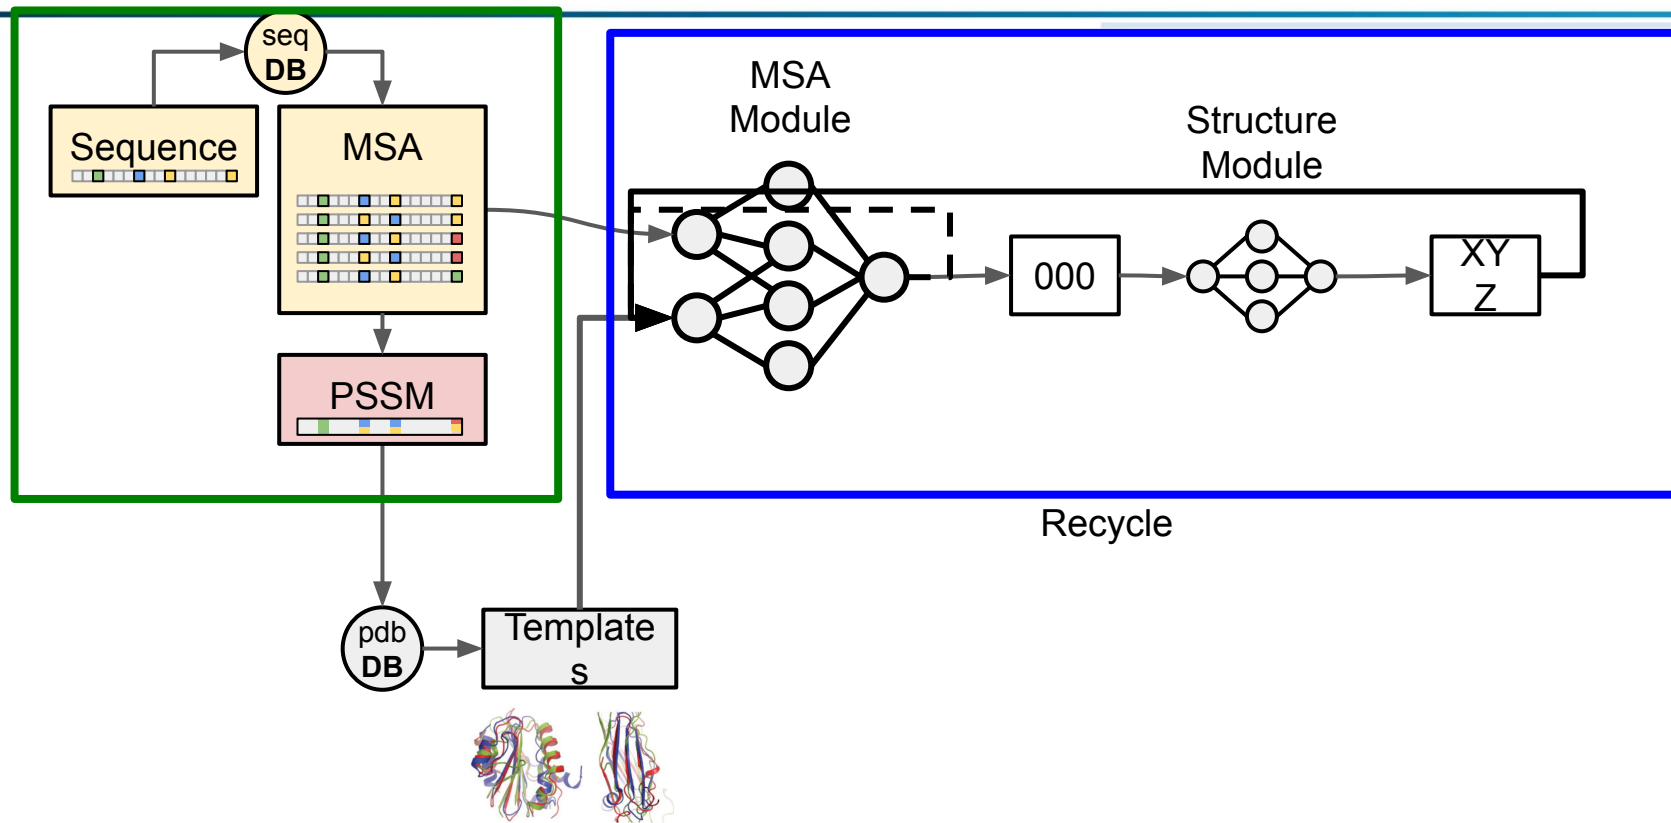 seq
DB
Sequence
MSA
PSSM
pdb
DB
Template
s
MSA
Module
Structure
Module
000
XY
Z
Recycle